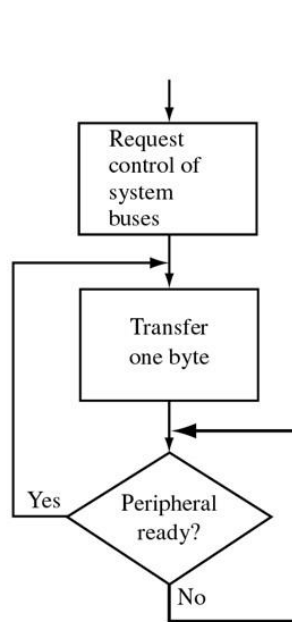 Request
control of
system
buses
Transfer
one byte
Yes
Peripheral
ready?
No